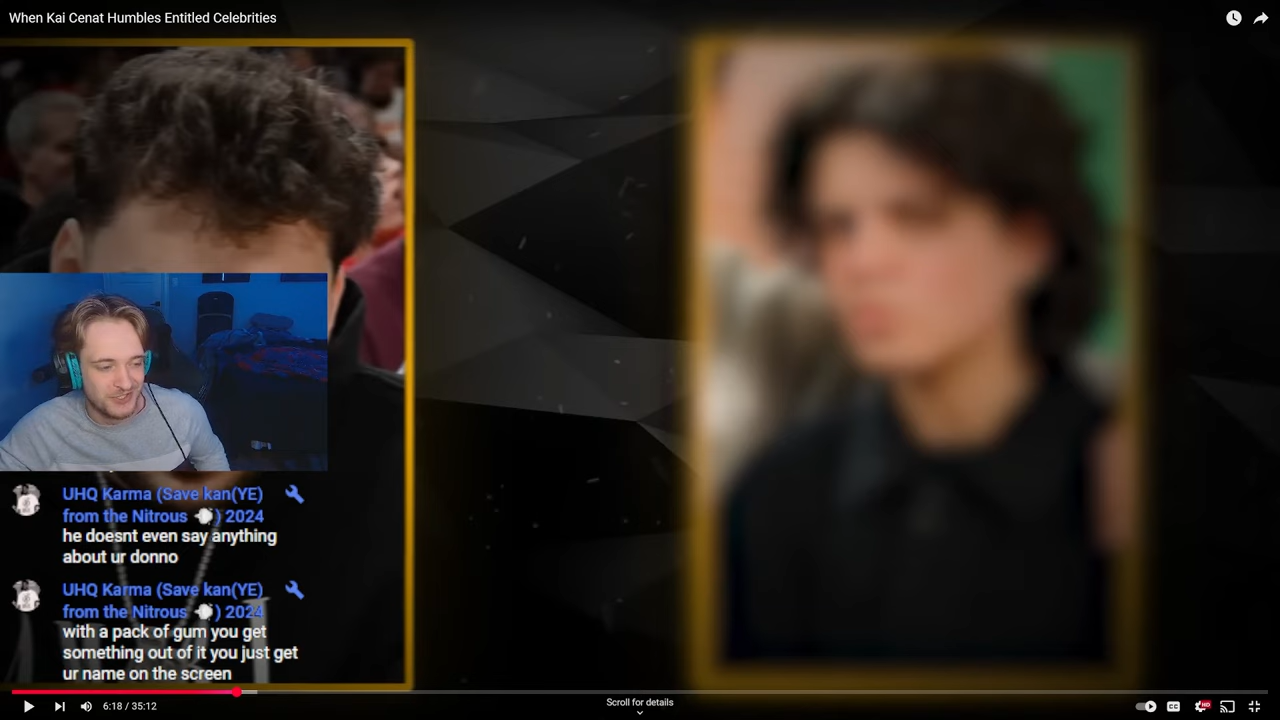 When Kai Cenat Humbles Entitled Celebrities
UHQ Karma (Save kan(YE)
from the Nitrous 💨) 2024
he doesnt even say anything
about ur donno
UHQ Karma (Save kan(YE)
from the Nitrous 💨) 2024
with a pack of gum you get
something out of it you just get
ur name on the screen
6:18 / 35:12
Scroll for details
CC
HD